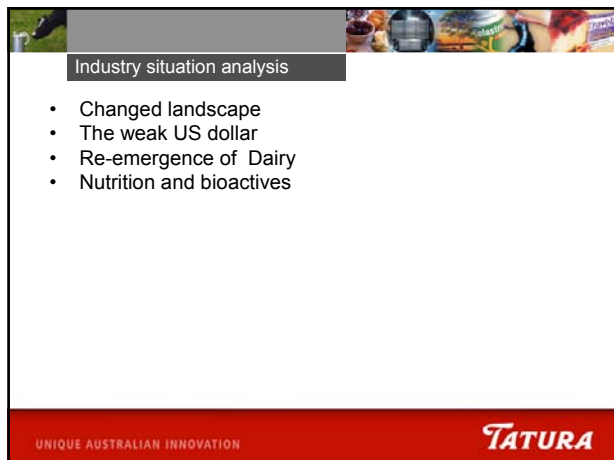 Industry situation analysis
• Changed landscape
• The weak US dollar
• Re-emergence of Dairy
• Nutrition and bioactives
UNIQUE AUSTRALIAN INNOVATION
TATURA